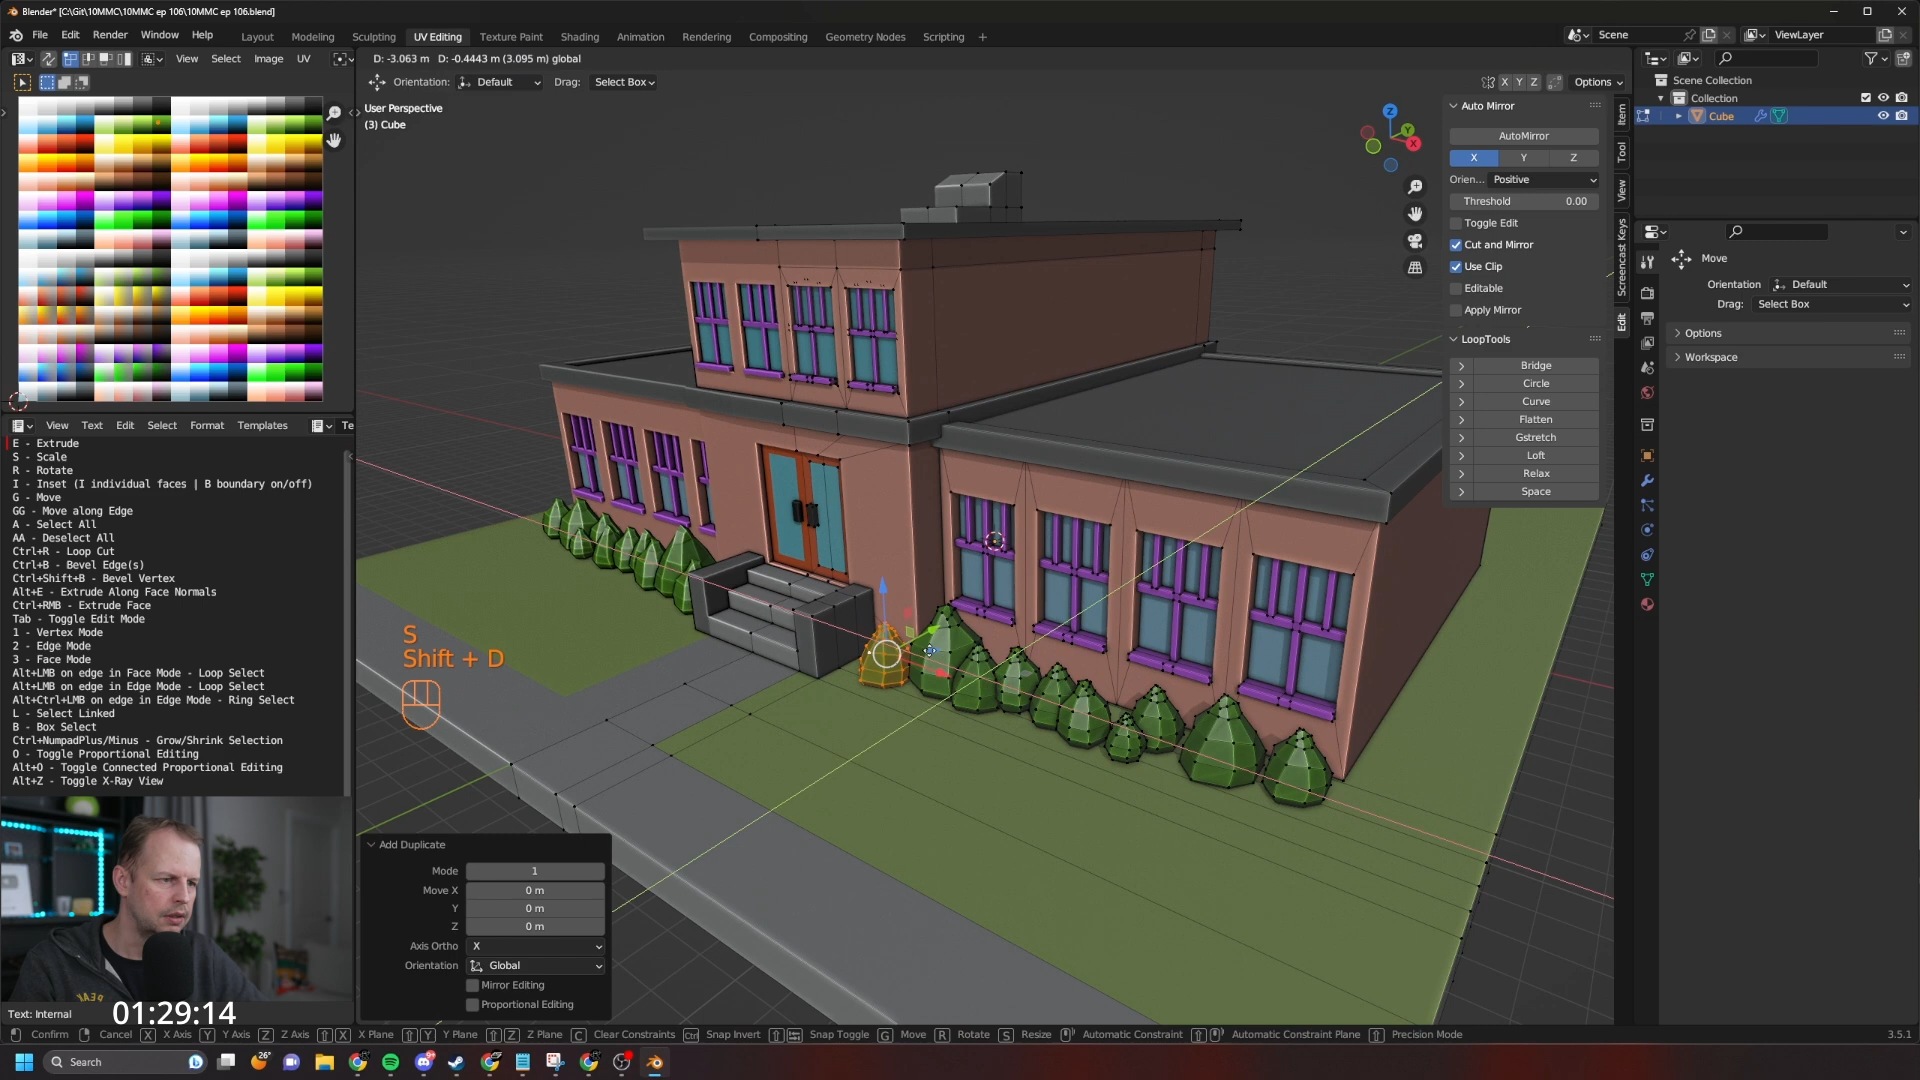 Blender* [C:\Git\10MMC\10MMC ep 106\10MMC ep 106.blend]
File Edit Render Window Help
Layout Modeling Sculpting UV Editing Texture Paint Shading Animation Rendering Compositing Geometry Nodes Scripting +
Scene
ViewLayer
View Select Image UV
D: -3.063 m D: -0.4443 m (3.095 m) global
Orientation: Default Drag: Select Box
X Y Z Options
User Perspective
(3) Cube
Z
Y
X
Auto Mirror
AutoMirror
X Y Z
Orien... Positive
Threshold 0.00
Toggle Edit
Cut and Mirror
Use Clip
Editable
Apply Mirror
LoopTools
Bridge
Circle
Curve
Flatten
Gstretch
Loft
Relax
Space
Item
Tool
View
Screencast Keys
Edit
Scene Collection
Collection
Cube
Move
Orientation Default
Drag: Select Box
Options
Workspace
View Text Edit Select Format Templates Te
E - Extrude
S - Scale
R - Rotate
I - Inset (I individual faces | B boundary on/off)
G - Move
GG - Move along Edge
A - Select All
AA - Deselect All
Ctrl+R - Loop Cut
Ctrl+B - Bevel Edge(s)
Ctrl+Shift+B - Bevel Vertex
Alt+E - Extrude Along Face Normals
Ctrl+RMB - Extrude Face
Tab - Toggle Edit Mode
1 - Vertex Mode
2 - Edge Mode
3 - Face Mode
Alt+LMB on edge in Face Mode - Loop Select
Alt+LMB on edge in Edge Mode - Loop Select
Alt+Ctrl+LMB on edge in Edge Mode - Ring Select
L - Select Linked
B - Box Select
Ctrl+NumpadPlus/Minus - Grow/Shrink Selection
O - Toggle Proportional Editing
Alt+O - Toggle Connected Proportional Editing
Alt+Z - Toggle X-Ray View
S
Shift + D
Add Duplicate
Mode 1
Move X 0 m
Y 0 m
Z 0 m
Axis Ortho X
Orientation Global
Mirror Editing
Proportional Editing
Text: Internal
01:29:14
Confirm Cancel X X Axis Y Y Axis Z Z Axis X X Plane Y Y Plane Z Z Plane C Clear Constraints Ctrl Snap Invert Snap Toggle G Move R Rotate S Resize Automatic Constraint Automatic Constraint Plane Precision Mode
3.5.1
Search
26°